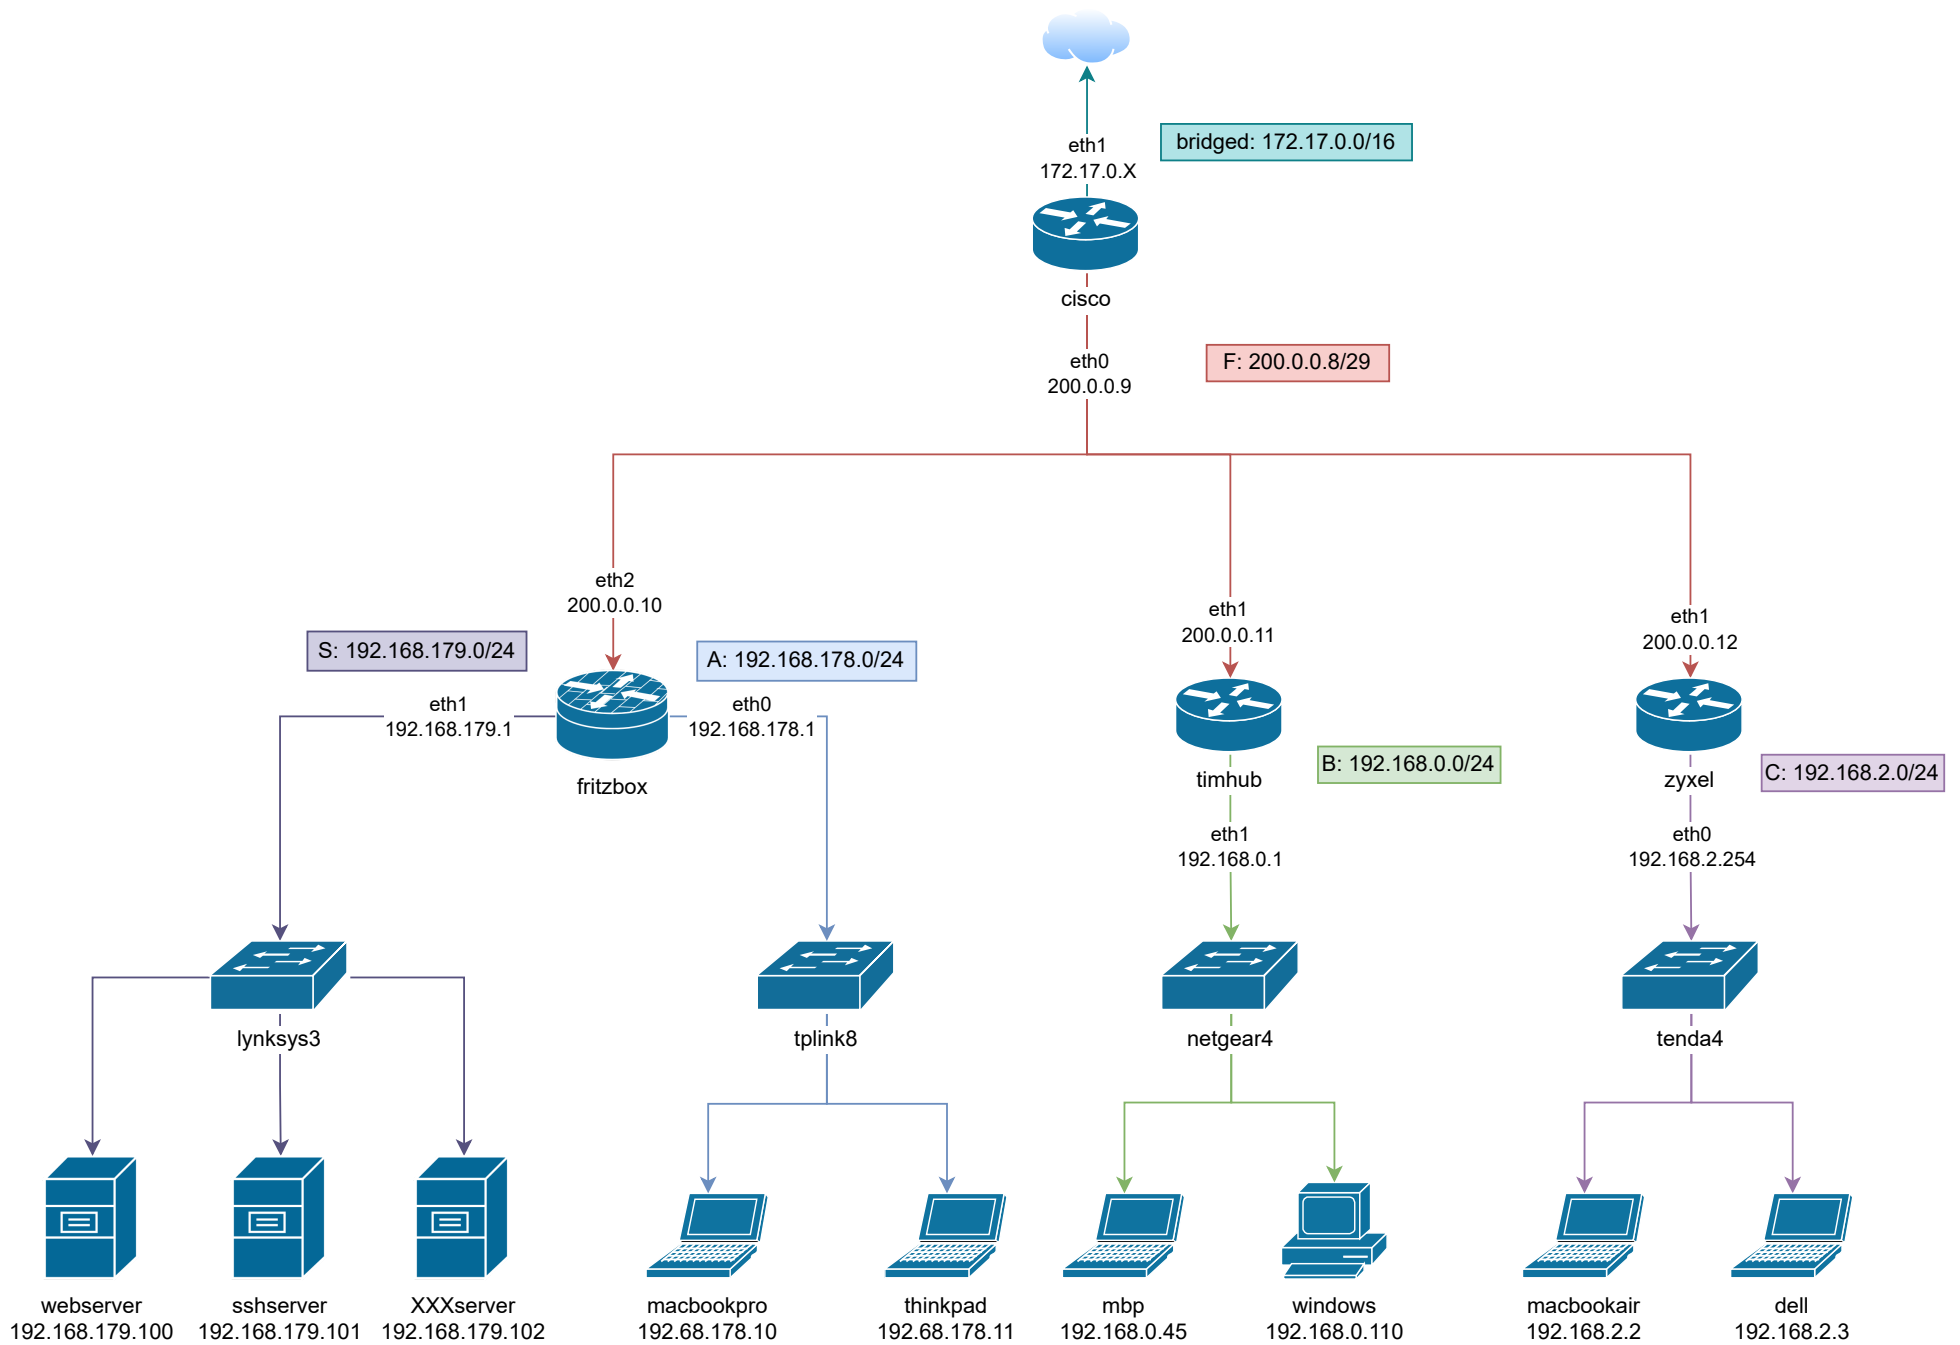 eth1
172.17.0.X
bridged: 172.17.0.0/16
cisco
eth0
200.0.0.9
F: 200.0.0.8/29
eth2
200.0.0.10
eth1
200.0.0.11
eth1
200.0.0.12
S: 192.168.179.0/24
A: 192.168.178.0/24
eth1
192.168.179.1
eth0
192.168.178.1
fritzbox
timhub
B: 192.168.0.0/24
zyxel
C: 192.168.2.0/24
eth1
192.168.0.1
eth0
192.168.2.254
lynksys3
tplink8
netgear4
tenda4
webserver
192.168.179.100
sshserver
192.168.179.101
XXXserver
192.168.179.102
macbookpro
192.68.178.10
thinkpad
192.68.178.11
mbp
192.168.0.45
windows
192.168.0.110
macbookair
192.168.2.2
dell
192.168.2.3